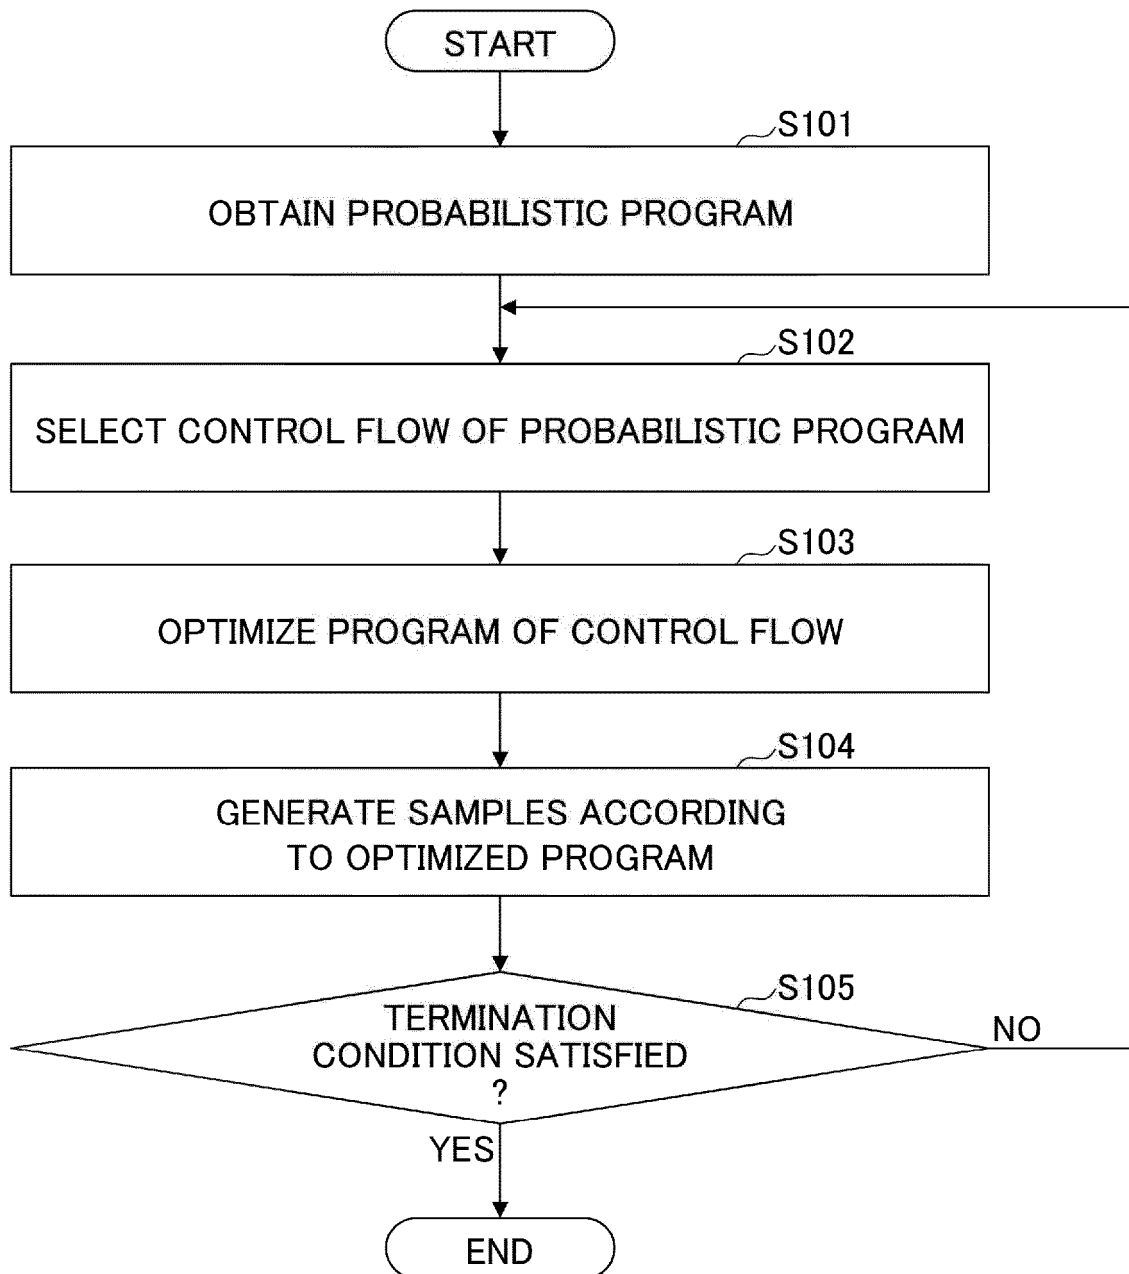 START
S101
OBTAIN PROBABILISTIC PROGRAM
S102
SELECT CONTROL FLOW OF PROBABILISTIC PROGRAM
S103
OPTIMIZE PROGRAM OF CONTROL FLOW
S104
GENERATE SAMPLES ACCORDING
TO OPTIMIZED PROGRAM
S105
TERMINATION
CONDITION SATISFIED
?
NO
YES
END